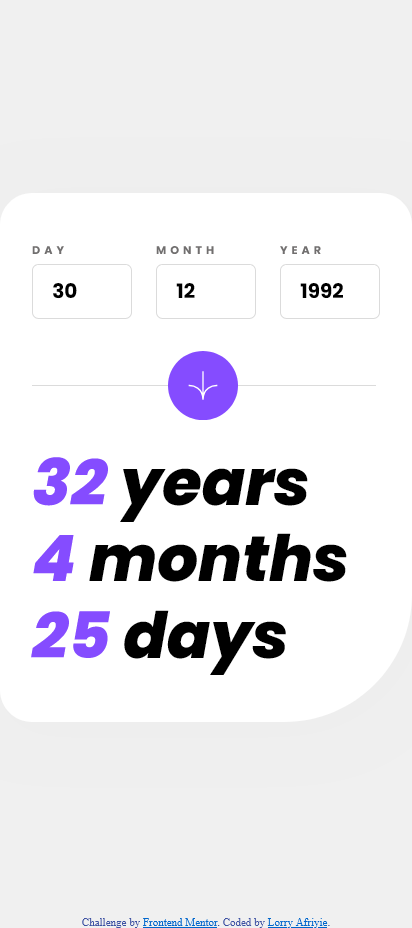 DAY MONTH YEAR
30 12 1992
32 years
4 months
25 days
Challenge by Frontend Mentor. Coded by Lorry Afriyie.